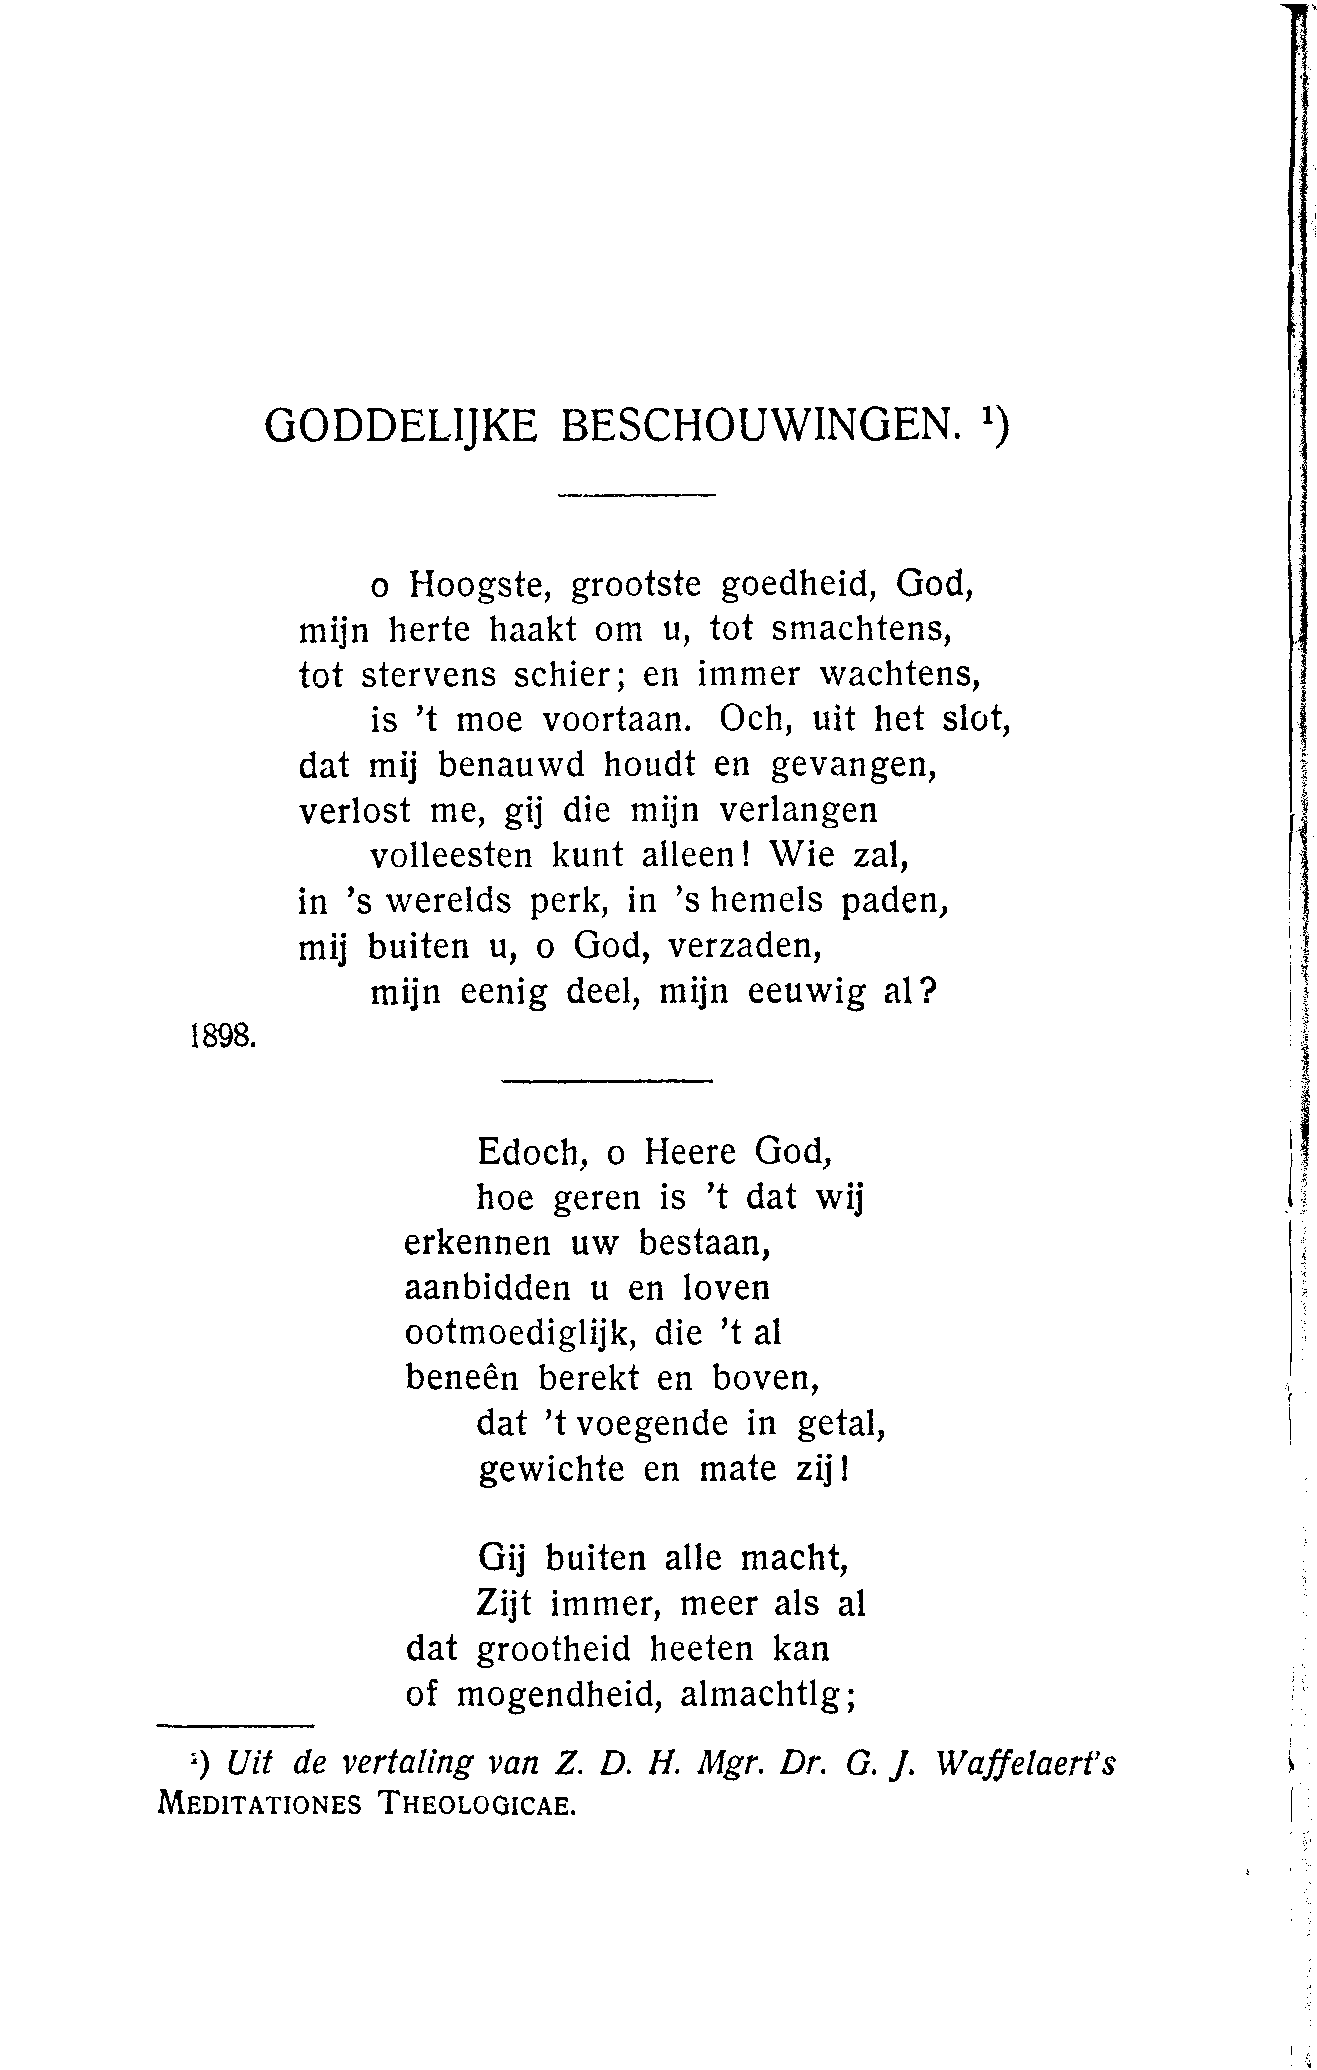 GODDELIJKE BESCHOUWINGEN. ¹)
o Hoogste, grootste goedheid, God,
mijn herte haakt om u, tot smachtens,
tot stervens schier; en immer wachtens,
is 't moe voortaan. Och, uit het slot,
dat mij benauwd houdt en gevangen,
verlost me, gij die mijn verlangen
volleesten kunt alleen! Wie zal,
in 's werelds perk, in 's hemels paden,
mij buiten u, o God, verzaden,
mijn eenig deel, mijn eeuwig al?
1898.
Edoch, o Heere God,
hoe geren is 't dat wij
erkennen uw bestaan,
aanbidden u en loven
ootmoediglijk, die 't al
beneên berekt en boven,
dat 't voegende in getal,
gewichte en mate zij!
Gij buiten alle macht,
Zijt immer, meer als al
dat grootheid heeten kan
of mogendheid, almachtlg;
¹) Uit de vertaling van Z. D. H. Mgr. Dr. G. J. Waffelaert's
MEDITATIONES THEOLOGICAE.